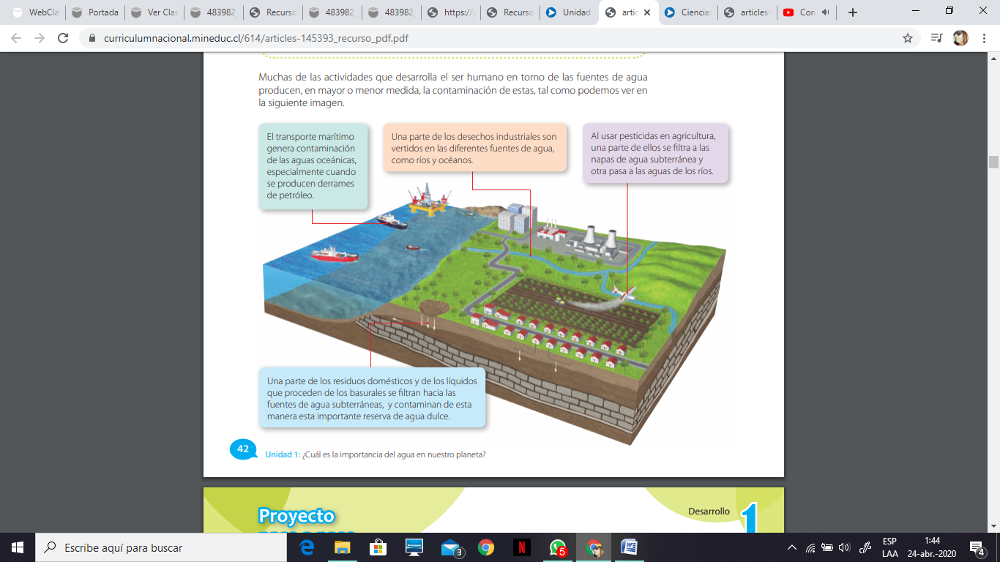 WebCla
Portada
Ver Clas
483982
Recurso
483982
483982
https://
Recurso
Unidad
artic
Ciencias
articles-
Con
curriculumnacional.mineduc.cl/614/articles-145393_recurso_pdf.pdf
Muchas de las actividades que desarrolla el ser humano en torno de las fuentes de agua
producen, en mayor o menor medida, la contaminación de estas, tal como podemos ver en
la siguiente imagen.
El transporte marítimo
genera contaminación
de las aguas oceánicas,
especialmente cuando
se producen derrames
de petróleo.
Una parte de los desechos industriales son
vertidos en las diferentes fuentes de agua,
como ríos y océanos.
Al usar pesticidas en agricultura,
una parte de ellos se filtra a las
napas de agua subterránea y
otra pasa a las aguas de los ríos.
Una parte de los residuos domésticos y de los líquidos
que proceden de los basurales se filtran hacia las
fuentes de agua subterráneas, y contaminan de esta
manera esta importante reserva de agua dulce.
42
Unidad 1: ¿Cuál es la importancia del agua en nuestro planeta?
Proyecto
Desarrollo
1
Escribe aquí para buscar
3
N
5
ESP
LAA
1:44
24-abr.-2020
4